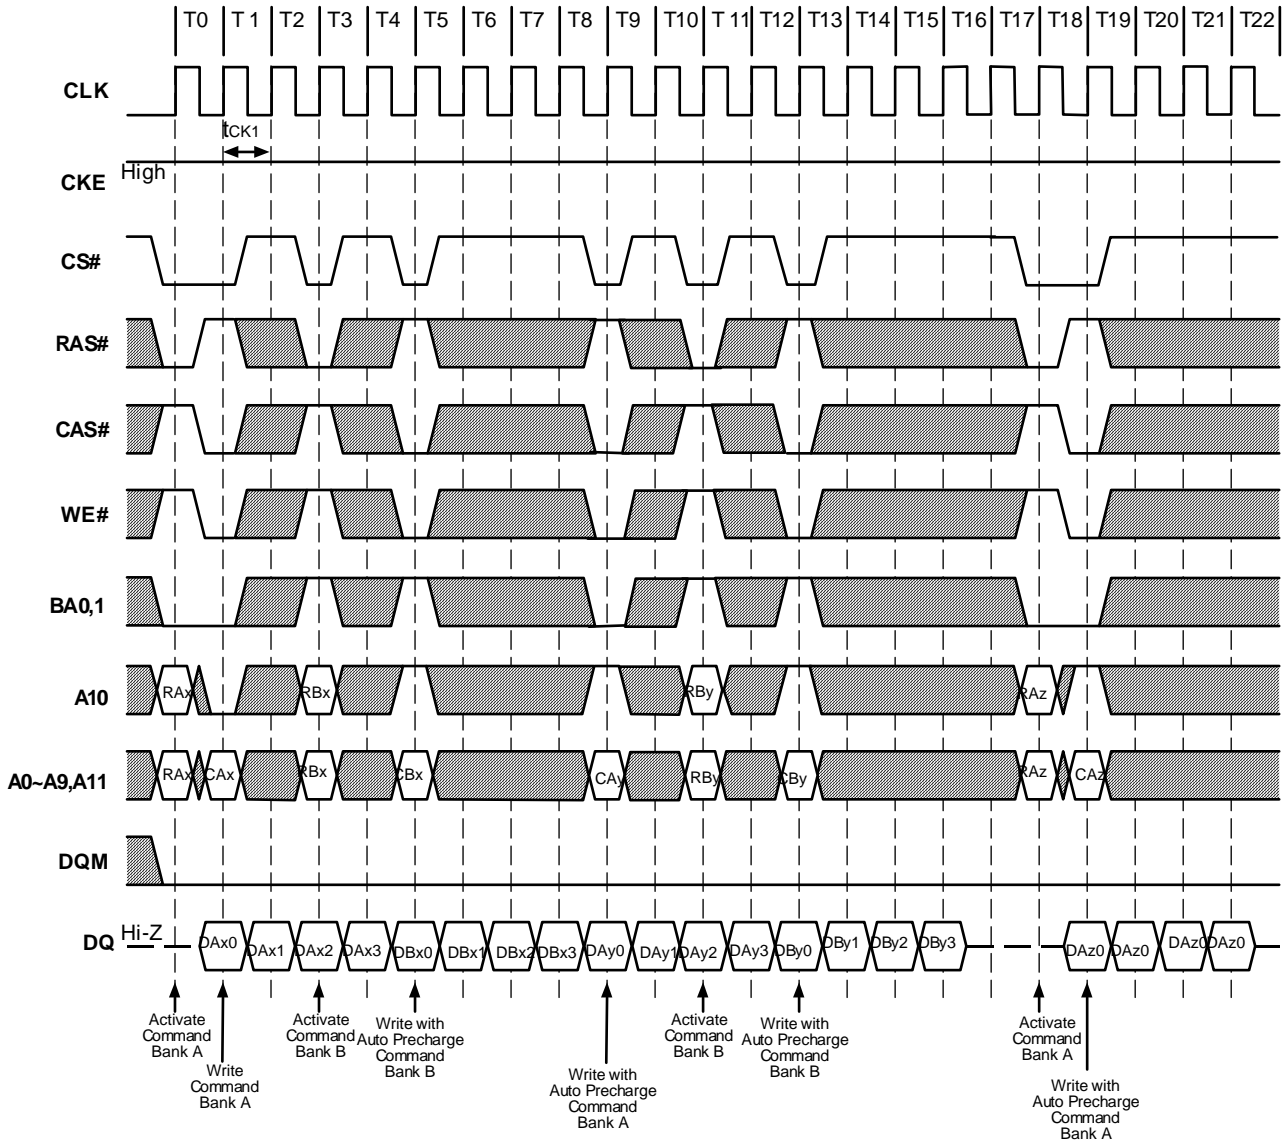 T0 T 1 T2 T3 T4 T5 T6 T7 T8 T9 T10 T 11 T12 T13 T14 T15 T16 T17 T18 T19 T20 T21 T22
CLK
tCK1
High
CKE
CS#
RAS#
CAS#
WE#
BA0,1
A10 RAx RBx RBy RAz
A0~A9,A11 RAx CAx RBx CBx CAy RBy CBy RAz CAz
DQM
DQ Hi-Z DAx0 DAx1 DAx2 DAx3 DBx0 DBx1 DBx2 DBx3 DAy0 DAy1 DAy2 DAy3 DBy0 DBy1 DBy2 DBy3 DAz0 DAz0 DAz0 DAz0
Activate
Command
Bank A
Write
Command
Bank A
Activate
Command
Bank B
Write with
Auto Precharge
Command
Bank B
Write with
Auto Precharge
Command
Bank A
Activate
Command
Bank B
Write with
Auto Precharge
Command
Bank B
Activate
Command
Bank A
Write with
Auto Precharge
Command
Bank A